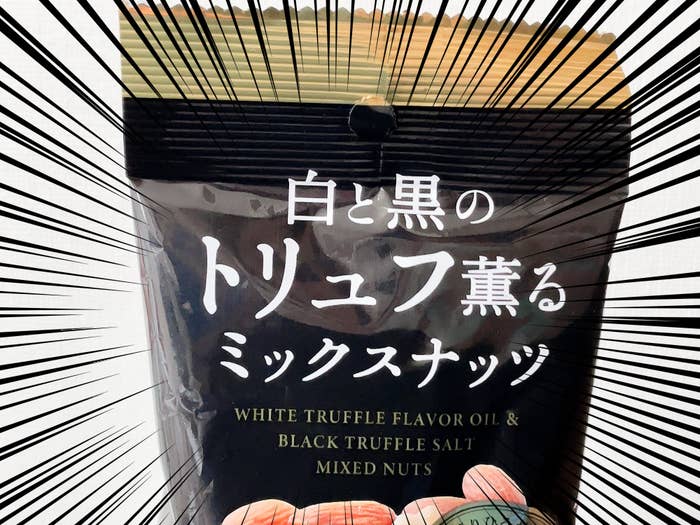 白と黒の
トリュフ薫る
ミックスナッツ
WHITE TRUFFLE FLAVOR OIL &
BLACK TRUFFLE SALT
MIXED NUTS